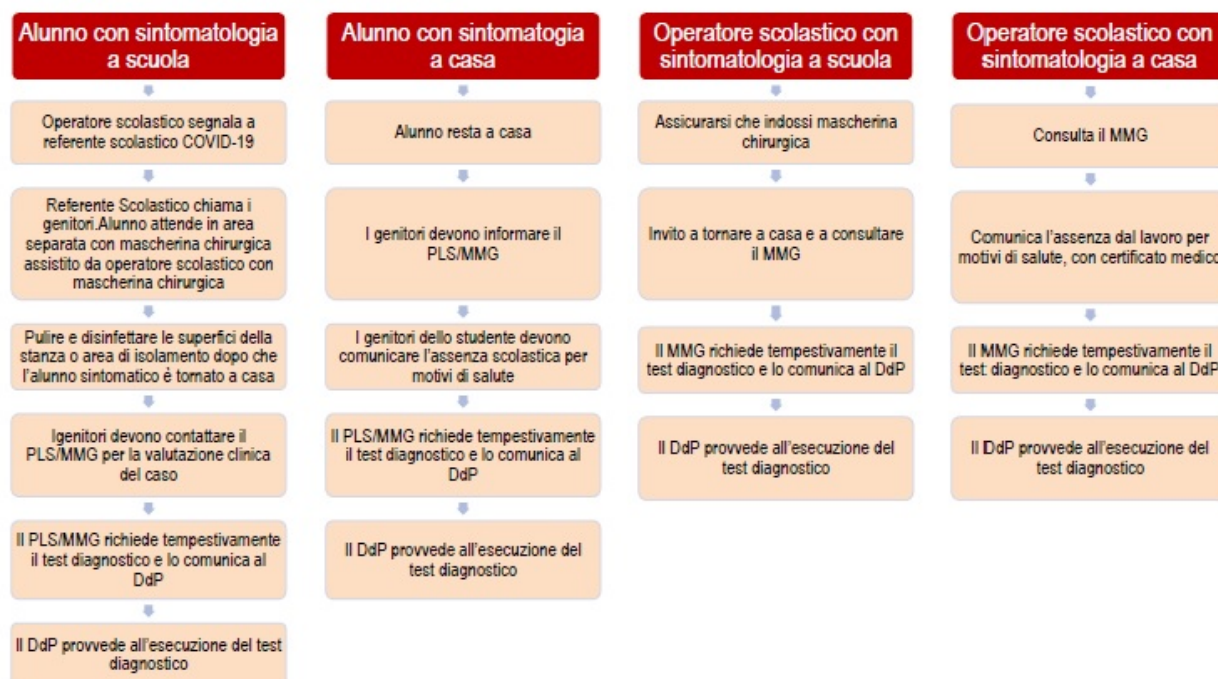 Alunno con sintomatologia
a scuola
Operatore scolastico segnala a
referente scolastico COVID-19
Referente Scolastico chiama i
genitori.Alunno attende in area
separata con mascherina chirurgica
assistito da operatore scolastico con
mascherina chirurgica
Pulire e disinfettare le superfici della
stanza o area di isolamento dopo che
l'alunno sintomatico è tornato a casa
Igenitori devono contattare il
PLS/MMG per la valutazione clinica
del caso
Il PLS/MMG richiede tempestivamente
il test diagnostico e lo comunica al
DdP
Il DdP provvede all'esecuzione del test
diagnostico
Alunno con sintomatogia
a casa
Alunno resta a casa
I genitori devono informare il
PLS/MMG
I genitori dello studente devono
comunicare l'assenza scolastica per
motivi di salute
Il PLS/MMG richiede tempestivamente
il test diagnostico e lo comunica al
DdP
Il DdP provvede all'esecuzione del
test diagnostico
Operatore scolastico con
sintomatologia a scuola
Assicurarsi che indossi mascherina
chirurgica
Invito a tornare a casa e a consultare
il MMG
Il MMG richiede tempestivamente il
test diagnostico e lo comunica al DdP
Il DdP provvede all'esecuzione del
test diagnostico
Operatore scolastico con
sintomatologia a casa
Consulta il MMG
Comunica l'assenza dal lavoro per
motivi di salute, con certificato medico
Il MMG richiede tempestivamente il
test diagnostico e lo comunica al DdP
Il DdP provvede all'esecuzione del
test diagnostico